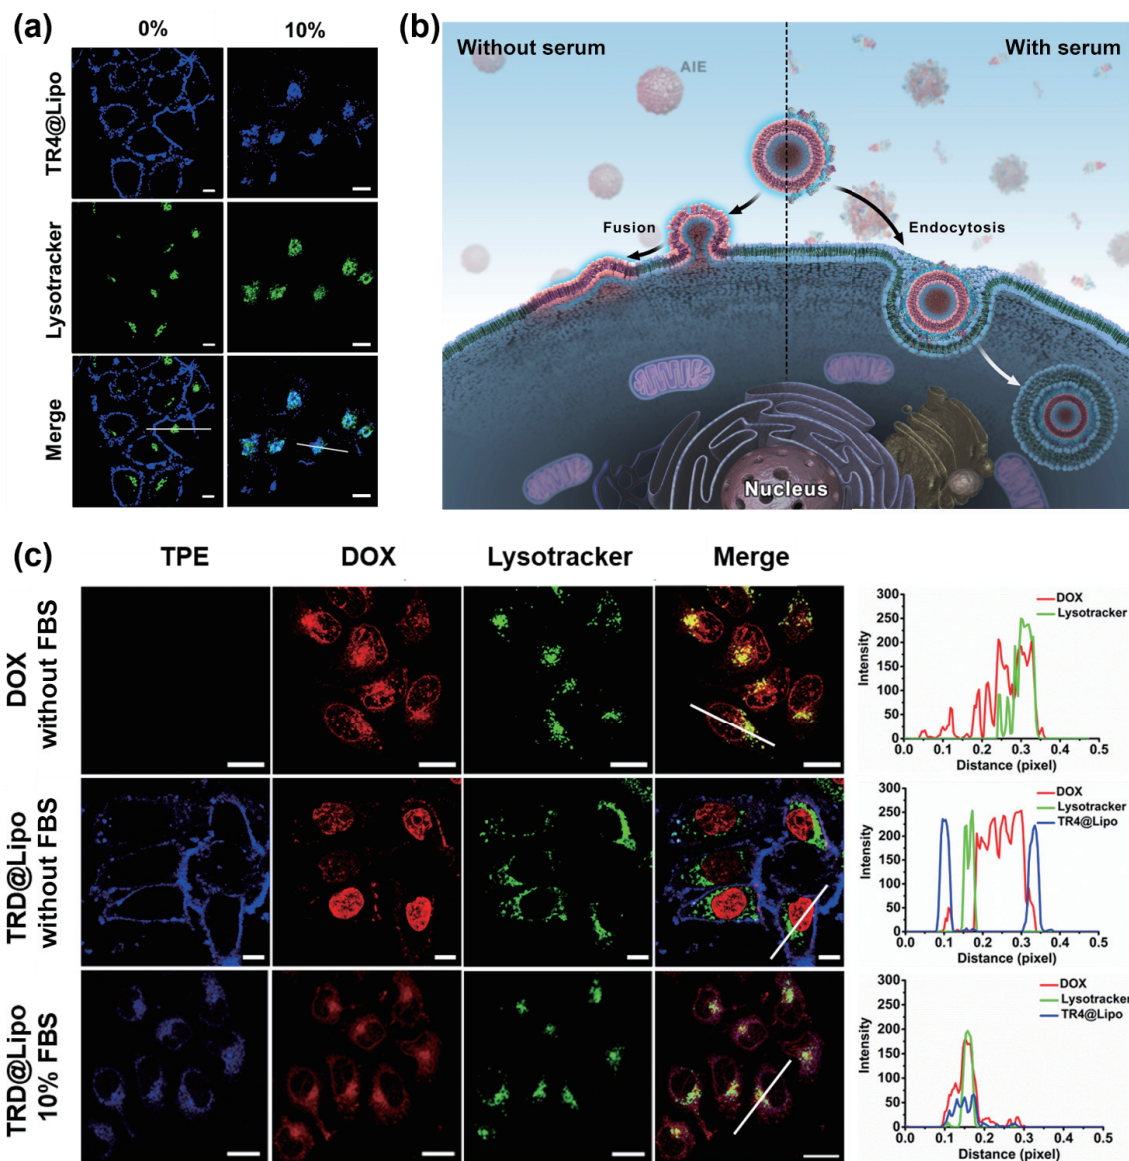 (a)
0%
10%
TR4@Lipo
Lysotracker
Merge
(b)
Without serum
With serum
AIE
Fusion
Endocytosis
Nucleus
(c)
TPE
DOX
Lysotracker
Merge
DOX
without FBS
TRD@Lipo
without FBS
TRD@Lipo
10% FBS
Intensity
300
250
200
150
100
50
0
0.0 0.1 0.2 0.3 0.4 0.5
Distance (pixel)
DOX
Lysotracker
Intensity
300
250
200
150
100
50
0
0.0 0.1 0.2 0.3 0.4 0.5
Distance (pixel)
DOX
Lysotracker
TR4@Lipo
Intensity
300
250
200
150
100
50
0
0.0 0.1 0.2 0.3 0.4 0.5
Distance (pixel)
DOX
Lysotracker
TR4@Lipo